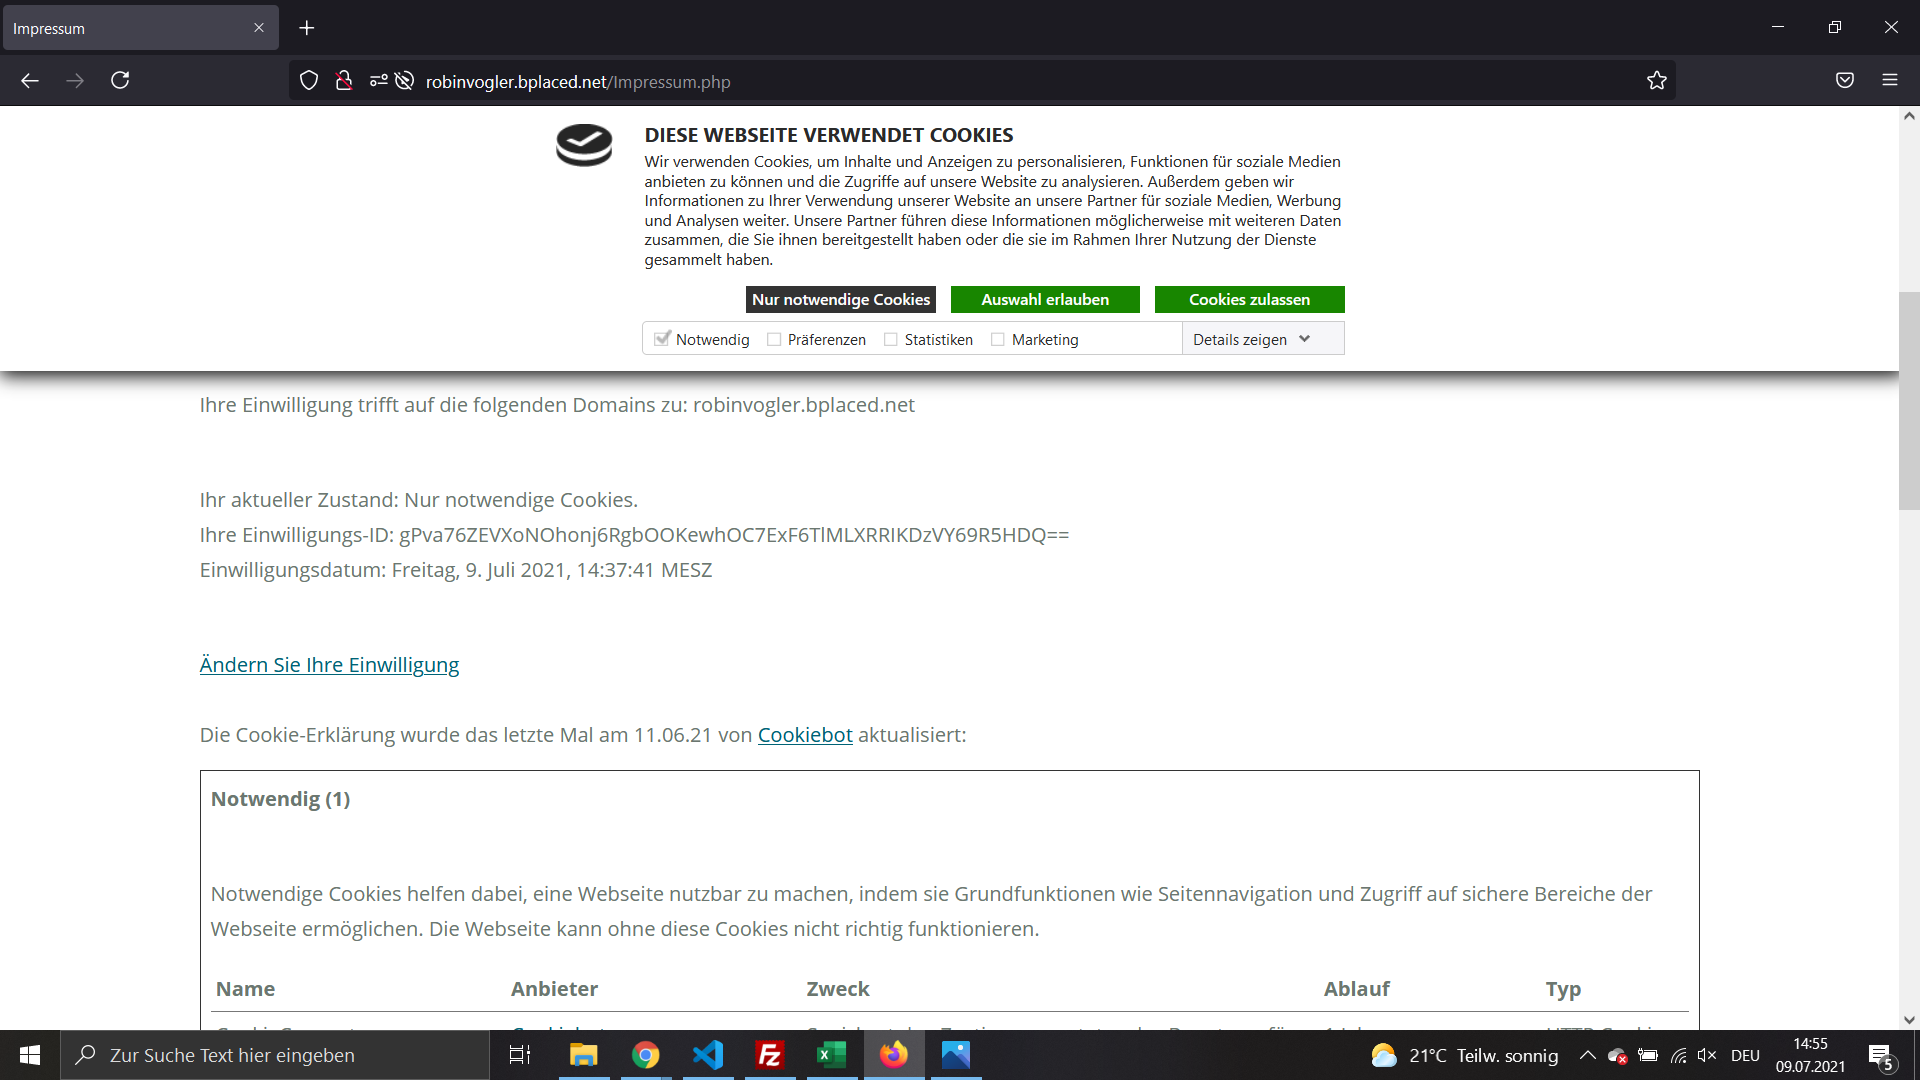 Impressum
robinvogler.bplaced.net/Impressum.php
DIESE WEBSEITE VERWENDET COOKIES
Wir verwenden Cookies, um Inhalte und Anzeigen zu personalisieren, Funktionen für soziale Medien
anbieten zu können und die Zugriffe auf unsere Website zu analysieren. Außerdem geben wir
Informationen zu Ihrer Verwendung unserer Website an unsere Partner für soziale Medien, Werbung
und Analysen weiter. Unsere Partner führen diese Informationen möglicherweise mit weiteren Daten
zusammen, die Sie ihnen bereitgestellt haben oder die sie im Rahmen Ihrer Nutzung der Dienste
gesammelt haben.
Nur notwendige Cookies Auswahl erlauben Cookies zulassen
Notwendig Präferenzen Statistiken Marketing Details zeigen
Ihre Einwilligung trifft auf die folgenden Domains zu: robinvogler.bplaced.net
Ihr aktueller Zustand: Nur notwendige Cookies.
Ihre Einwilligungs-ID: gPva76ZEVXoNOhonj6RgbOOKewhOC7ExF6TlMLXRRIKDzVY69R5HDQ==
Einwilligungsdatum: Freitag, 9. Juli 2021, 14:37:41 MESZ
Ändern Sie Ihre Einwilligung
Die Cookie-Erklärung wurde das letzte Mal am 11.06.21 von Cookiebot aktualisiert:
Notwendig (1)
Notwendige Cookies helfen dabei, eine Webseite nutzbar zu machen, indem sie Grundfunktionen wie Seitennavigation und Zugriff auf sichere Bereiche der
Webseite ermöglichen. Die Webseite kann ohne diese Cookies nicht richtig funktionieren.
Name Anbieter Zweck Ablauf Typ
Zur Suche Text hier eingeben
21°C Teilw. sonnig
DEU
14:55
09.07.2021
5